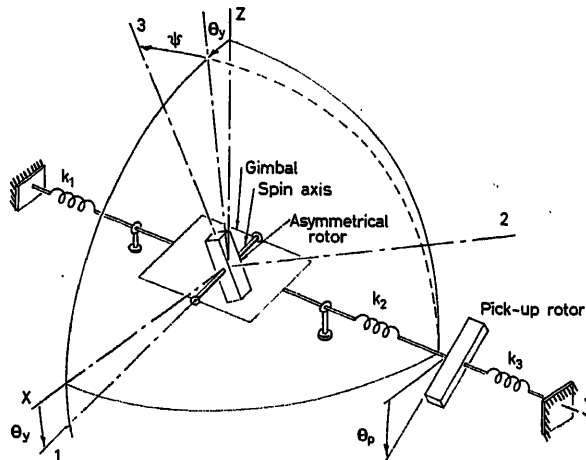 3
ψ
θy
Z
k1
Gimbal
Spin axis
Asymmetrical
rotor
2
k2
Pick-up rotor
k3
X
θy
1
θp